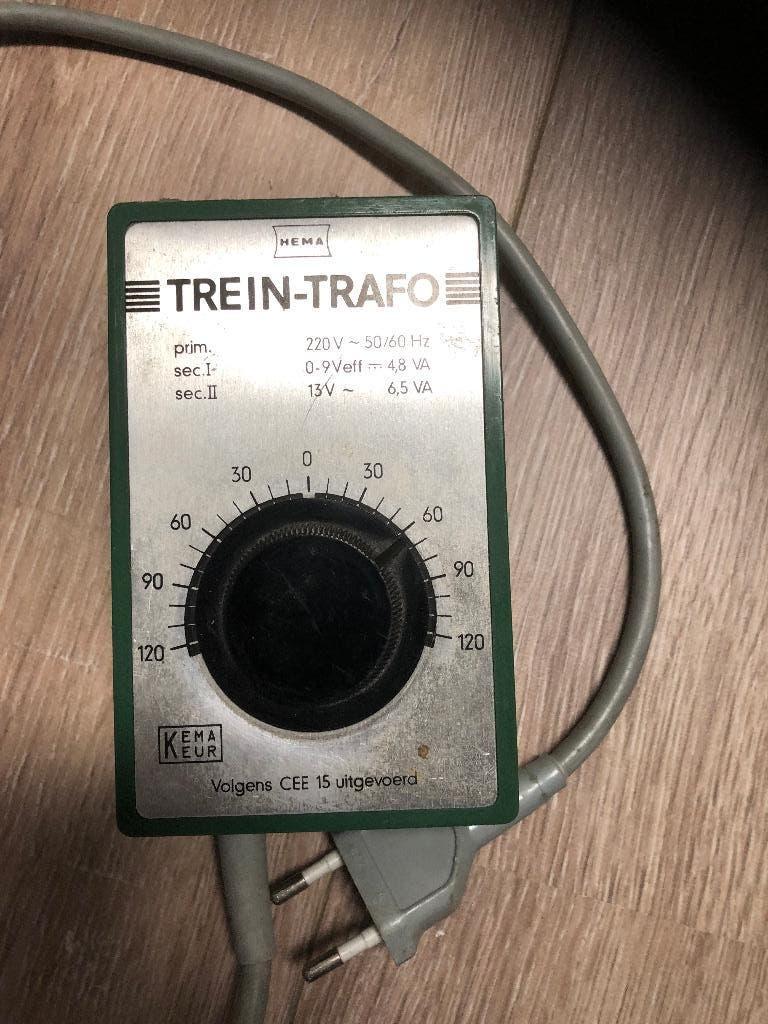 HEMA
TREIN-TRAFO
prim. 220V ~ 50/60 Hz
sec.I 0-9Veff ⎓ 4,8 VA
sec.II 13V ~ 6,5 VA
0
30 30
60 60
90 90
120 120
KEMA
KEUR
Volgens CEE 15 uitgevoerd